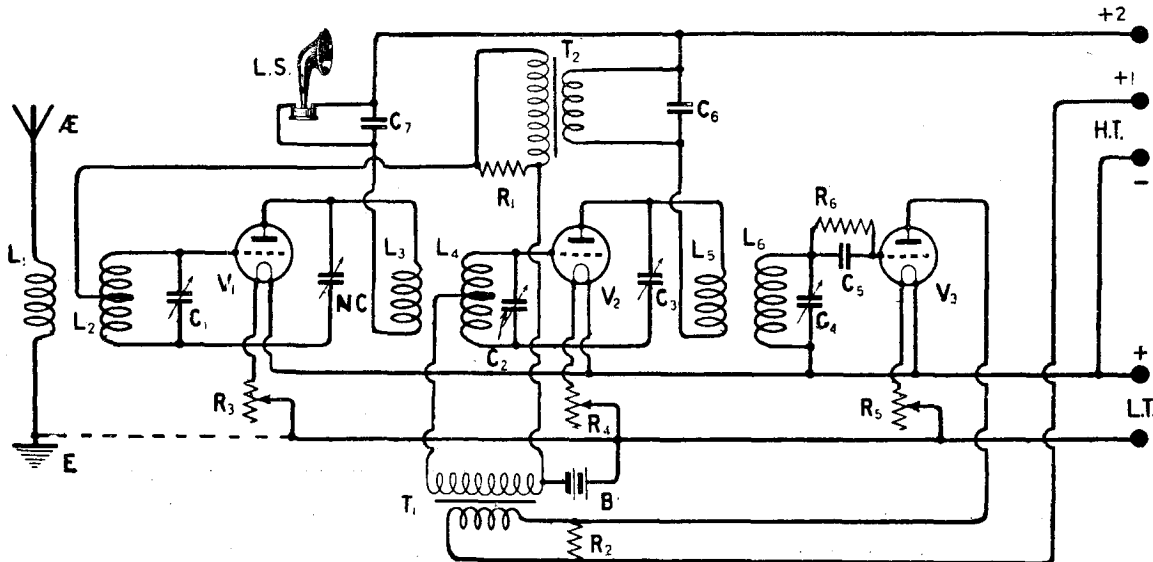 +2
T₂
L.S.
+1
C₇
C₆
Æ
H.T.
R₁
−
R₆
L₁
L₃
L₄
L₅
L₆
V₁
V₂
C₅
V₃
L₂
C₁
NC
C₃
C₄
C₂
+
R₃
R₄
R₅
L.T.
−
E
T₁
B
R₂